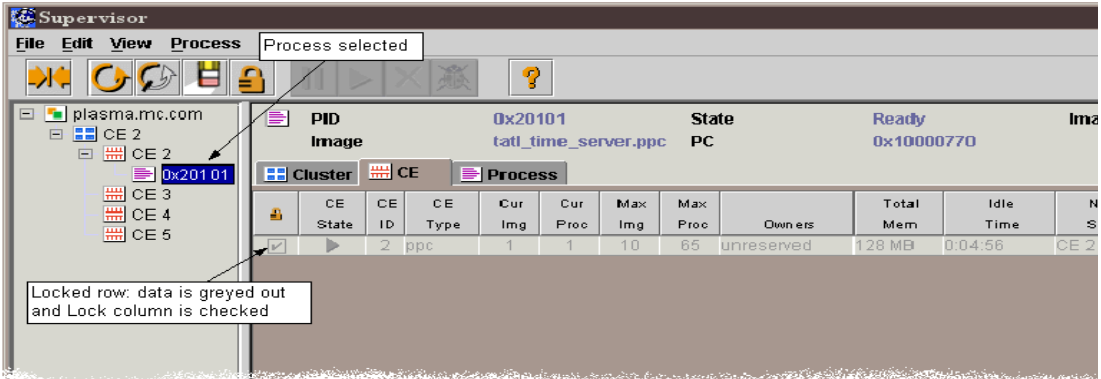 Supervisor
File Edit View Process
Process selected
plasma.mc.com
CE 2
CE 2
0x20101
CE 3
CE 4
CE 5
PID 0x20101 State Ready Ima
Image tatl_time_server.ppc PC 0x10000770
Cluster CE Process
CE State CE ID CE Type Cur Img Cur Proc Max Img Max Proc Owners Total Mem Idle Time N S
2 ppc 1 1 10 65 unreserved 128 MB 0:04:56 CE 2
Locked row: data is greyed out
and Lock column is checked